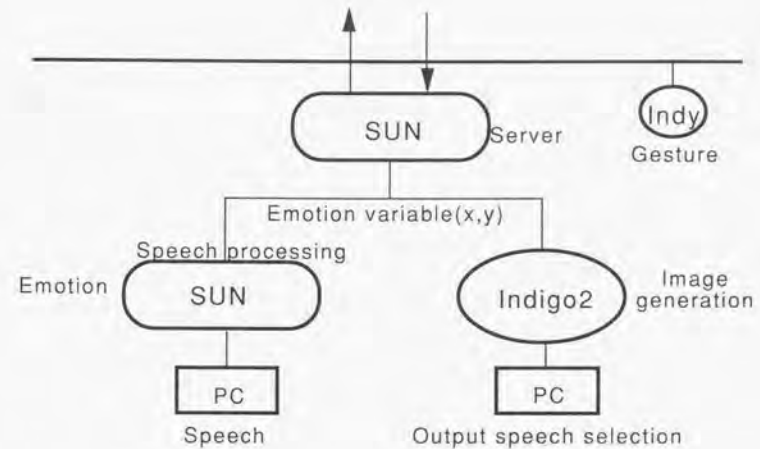 Indy
SUN
Server
Gesture
Emotion variable(x,y)
Speech processing
Emotion
SUN
Indigo2
Image
generation
PC
PC
Speech
Output speech selection